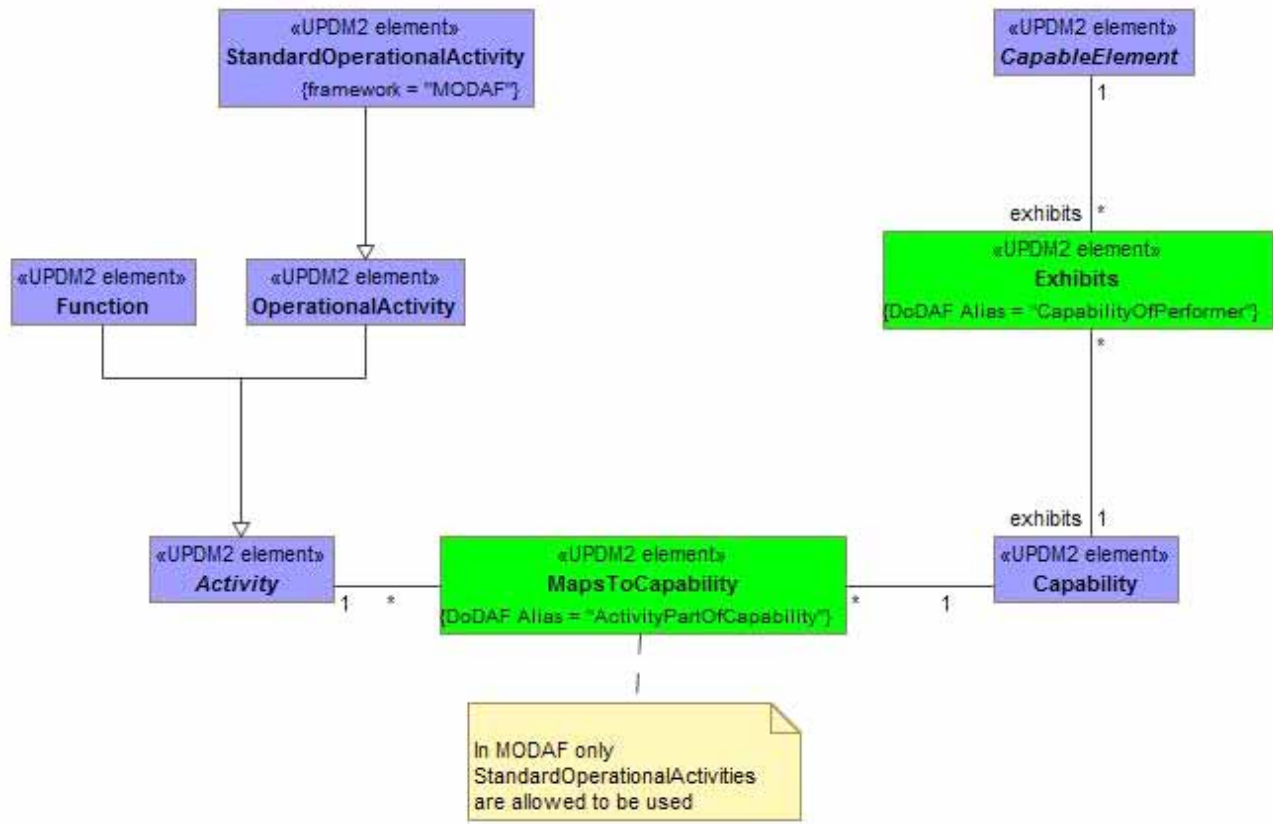 «UPDM2 element»
StandardOperationalActivity
{framework = "MODAF"}
«UPDM2 element»
CapableElement
1
exhibits *
«UPDM2 element»
Exhibits
{DoDAF Alias = "CapabilityOfPerformer"}
*
«UPDM2 element»
Function
«UPDM2 element»
OperationalActivity
exhibits 1
«UPDM2 element»
Activity
1 *
«UPDM2 element»
MapsToCapability
{DoDAF Alias = "ActivityPartOfCapability"}
* 1
«UPDM2 element»
Capability
In MODAF only
StandardOperationalActivities
are allowed to be used